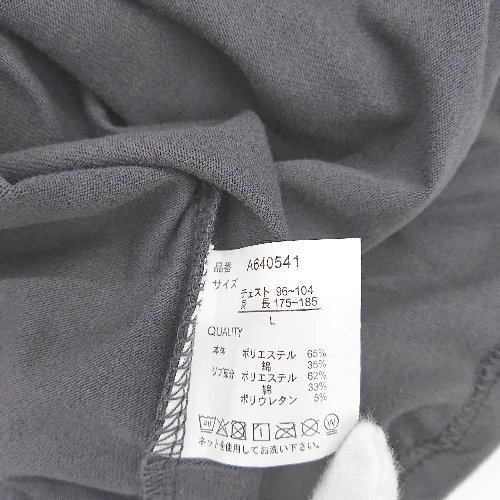 品番 A640541
サイズ
チェスト 96~104
身 長 175~185
L
QUALITY
本体 ポリエステル 65%
綿 35%
リブ部分 ポリエステル 62%
綿 33%
ポリウレタン 5%
ネットを使用してお洗い下さい。